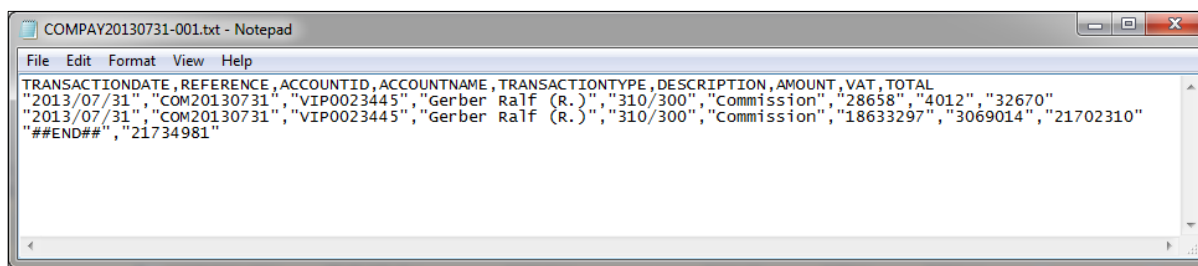 COMPAY20130731-001.txt - Notepad
File Edit Format View Help
TRANSACTIONDATE,REFERENCE,ACCOUNTID,ACCOUNTNAME,TRANSACTIONTYPE,DESCRIPTION,AMOUNT,VAT,TOTAL
"2013/07/31","COM20130731","VIP0023445","Gerber Ralf (R.)","310/300","Commission","28658","4012","32670"
"2013/07/31","COM20130731","VIP0023445","Gerber Ralf (R.)","310/300","Commission","18633297","3069014","21702310"
"##END##","21734981"